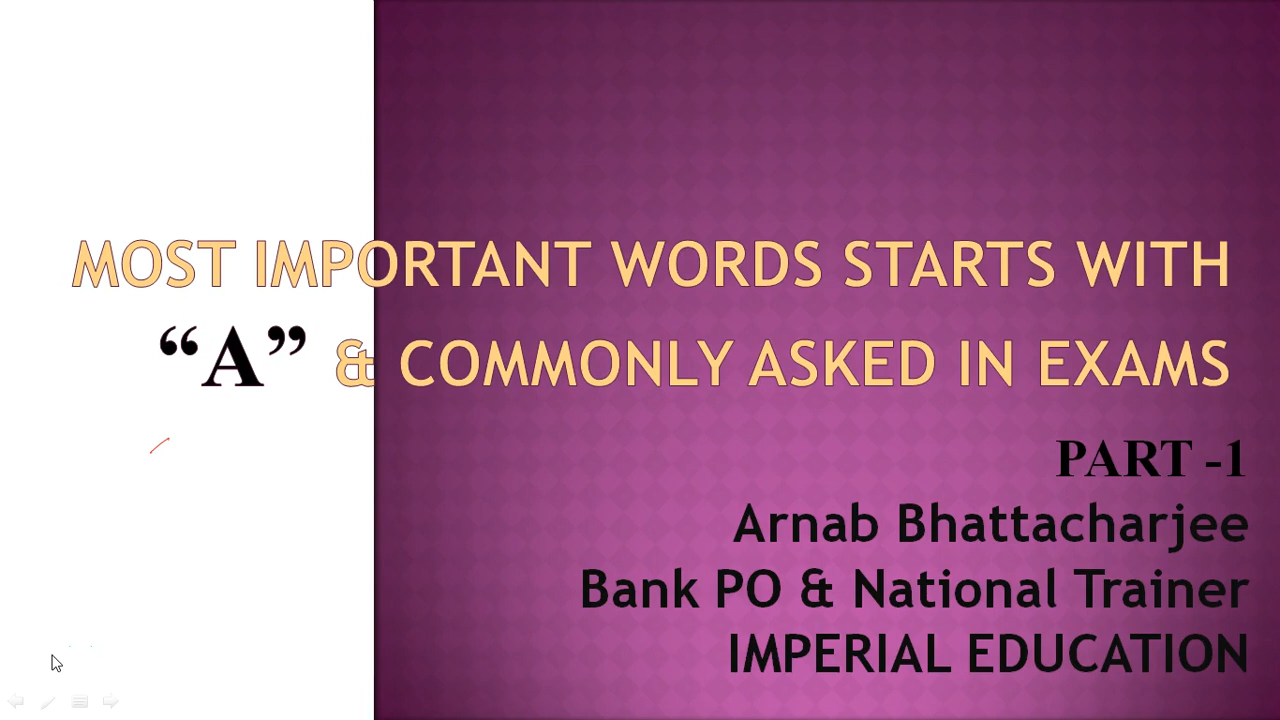 MOST IMPORTANT WORDS STARTS WITH
“A” & COMMONLY ASKED IN EXAMS
PART -1
Arnab Bhattacharjee
Bank PO & National Trainer
IMPERIAL EDUCATION